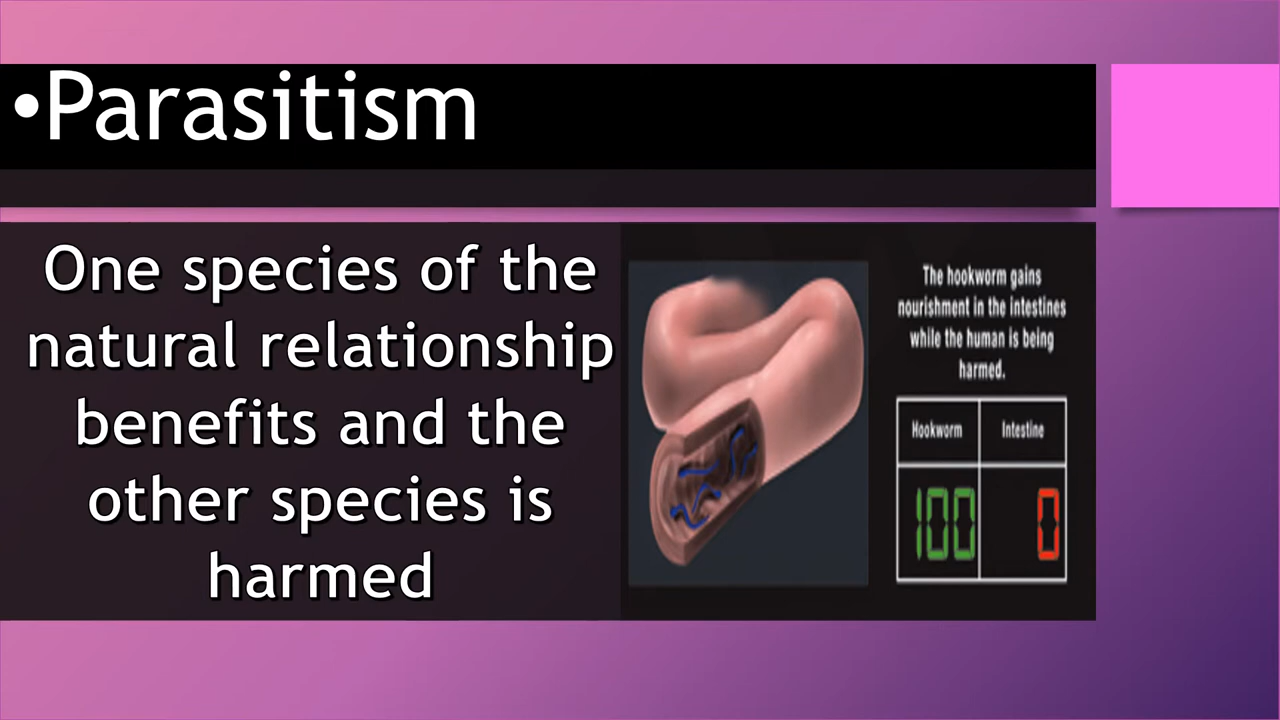 •Parasitism
One species of the
natural relationship
benefits and the
other species is
harmed
The hookworm gains
nourishment in the intestines
while the human is being
harmed.
Hookworm Intestine
100 0